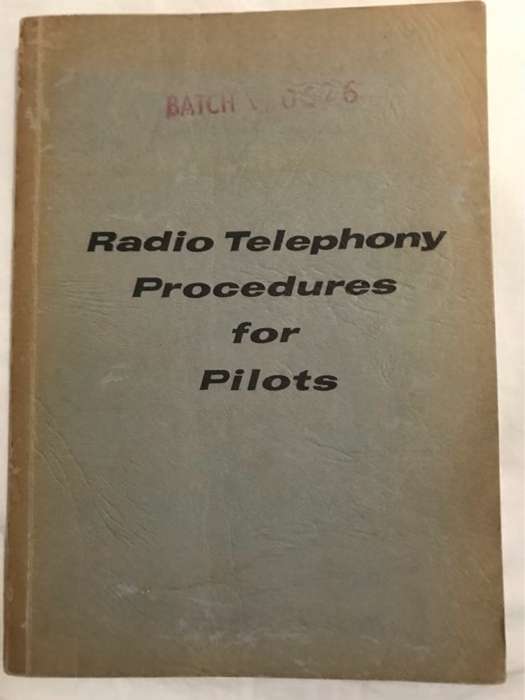 BATCH
Radio Telephony
Procedures
for
Pilots